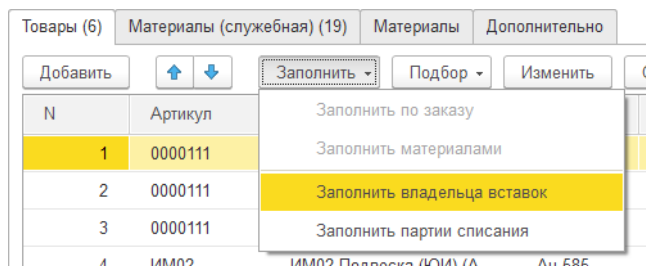 Товары (6) Материалы (служебная) (19) Материалы Дополнительно
Добавить Заполнить Подбор Изменить
N Артикул Заполнить по заказу
1 0000111 Заполнить материалами
2 0000111 Заполнить владельца вставок
3 0000111 Заполнить партии списания
4 ИМ02 ИМ02 Подвеска (ЮИ) (А Au 585